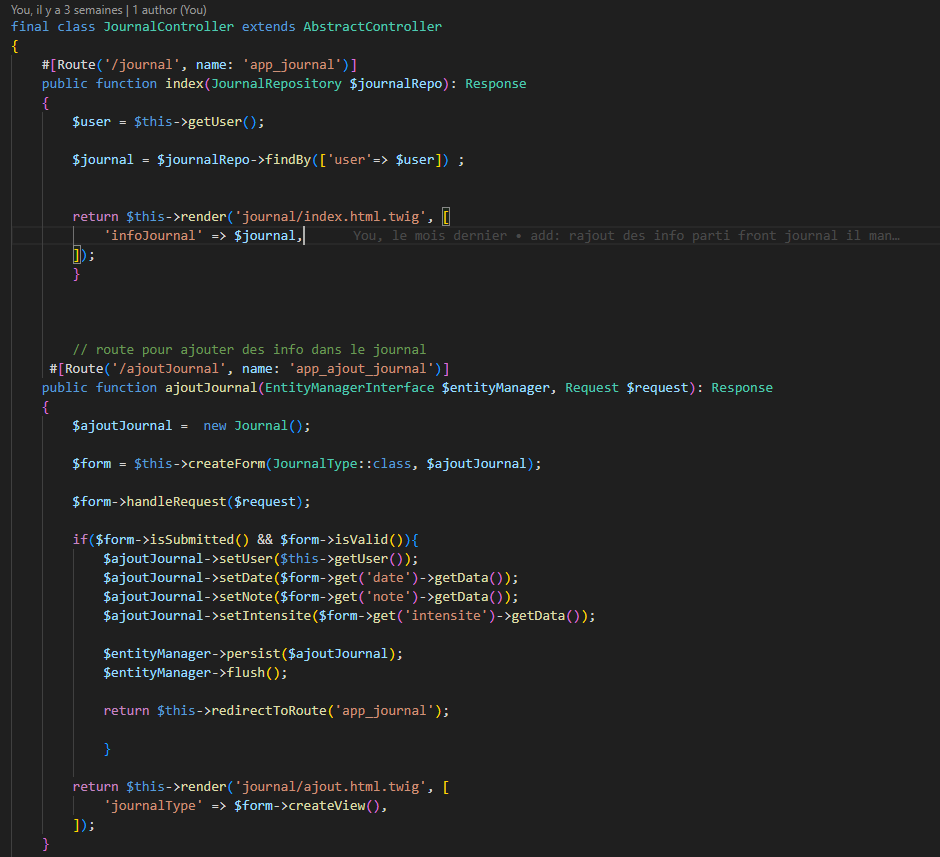 You, il y a 3 semaines | 1 author (You)
final class JournalController extends AbstractController
{
    #[Route('/journal', name: 'app_journal')]
    public function index(JournalRepository $journalRepo): Response
    {
        $user = $this->getUser();

        $journal = $journalRepo->findBy(['user'=> $user]) ;


        return $this->render('journal/index.html.twig', [
            'infoJournal' => $journal,      You, le mois dernier • add: rajout des info parti front journal il man…
        ]);
        }



        // route pour ajouter des info dans le journal
     #[Route('/ajoutJournal', name: 'app_ajout_journal')]
    public function ajoutJournal(EntityManagerInterface $entityManager, Request $request): Response
    {
        $ajoutJournal =  new Journal();

        $form = $this->createForm(JournalType::class, $ajoutJournal);

        $form->handleRequest($request);

        if($form->isSubmitted() && $form->isValid()){
            $ajoutJournal->setUser($this->getUser());
            $ajoutJournal->setDate($form->get('date')->getData());
            $ajoutJournal->setNote($form->get('note')->getData());
            $ajoutJournal->setIntensite($form->get('intensite')->getData());

            $entityManager->persist($ajoutJournal);
            $entityManager->flush();

            return $this->redirectToRoute('app_journal');

            }

        return $this->render('journal/ajout.html.twig', [
            'journalType' => $form->createView(),
        ]);
    }